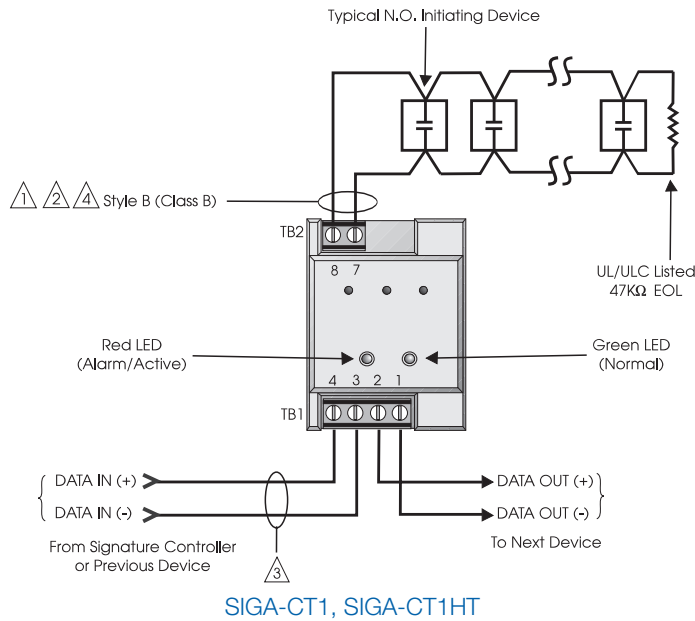 Typical N.O. Initiating Device
1 2 4 Style B (Class B)
TB2
8 7
UL/ULC Listed
47KΩ EOL
Red LED
(Alarm/Active)
Green LED
(Normal)
4 3 2 1
TB1
DATA IN (+)
DATA OUT (+)
DATA IN (-)
DATA OUT (-)
From Signature Controller
or Previous Device
To Next Device
3
SIGA-CT1, SIGA-CT1HT